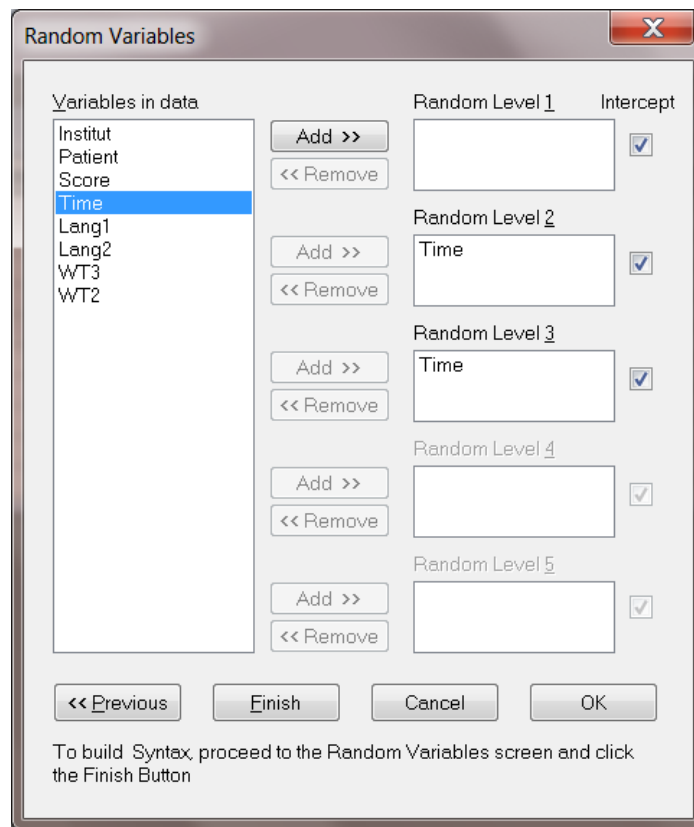 Random Variables
X
Variables in data
Random Level 1
Intercept
Institut
Patient
Score
Time
Lang1
Lang2
WT3
WT2
Add >>
<< Remove
Random Level 2
Add >>
<< Remove
Time
Random Level 3
Add >>
<< Remove
Time
Random Level 4
Add >>
<< Remove
Random Level 5
Add >>
<< Remove
<< Previous
Finish
Cancel
OK
To build Syntax, proceed to the Random Variables screen and click
the Finish Button